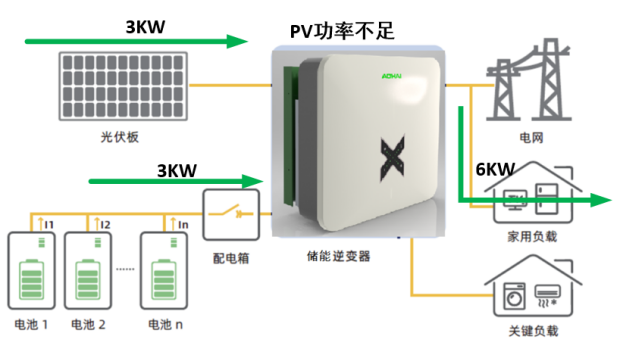 3KW
PV功率不足
AOHAI
光伏板
电网
3KW
6KW
I1
I2
In
家用负载
配电箱
储能逆变器
电池 1
电池 2
......
电池 n
关键负载